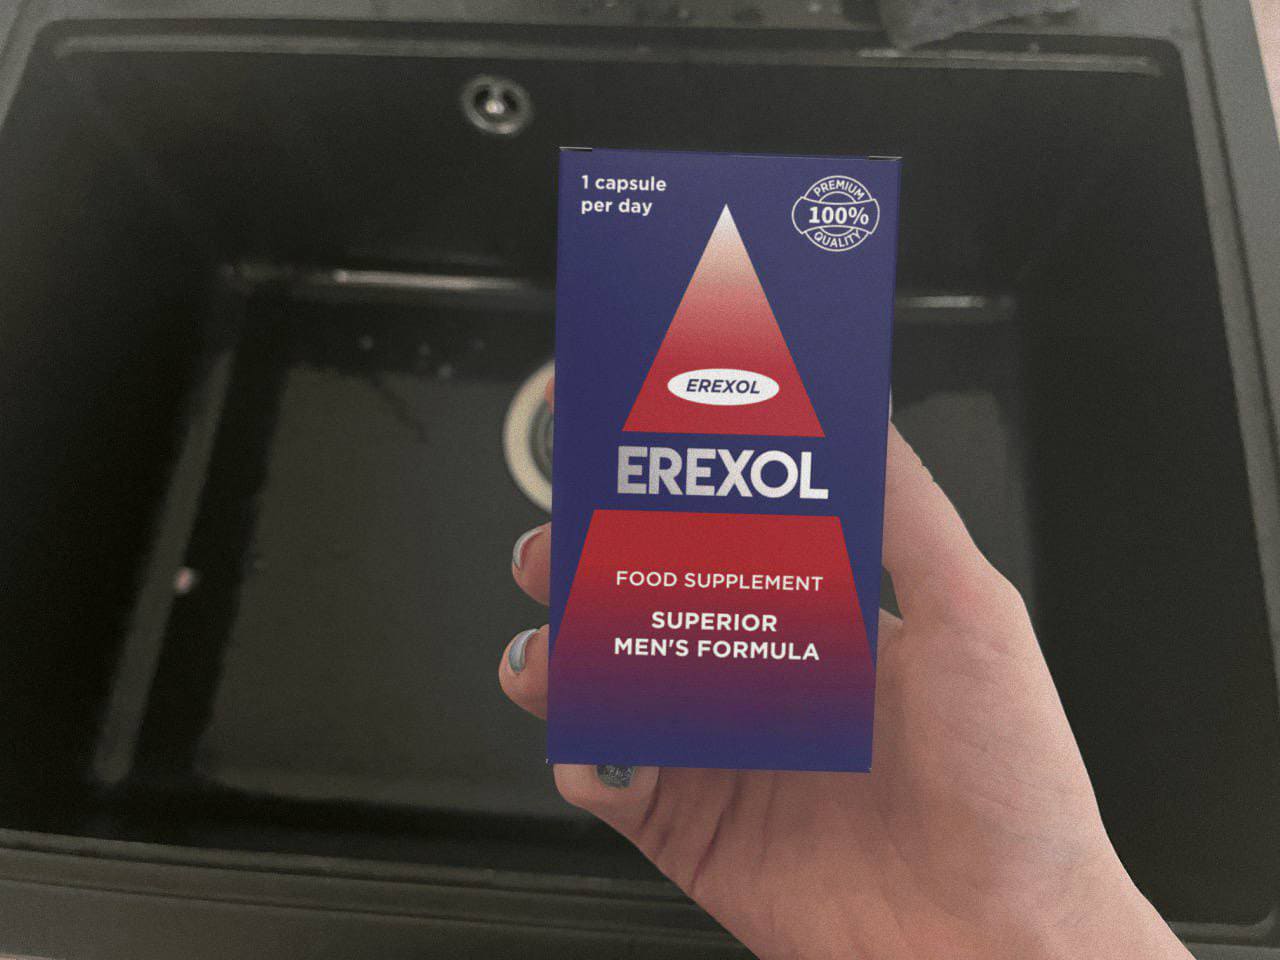 1 capsule
per day
PREMIUM
100%
QUALITY
EREXOL
EREXOL
FOOD SUPPLEMENT
SUPERIOR
MEN'S FORMULA